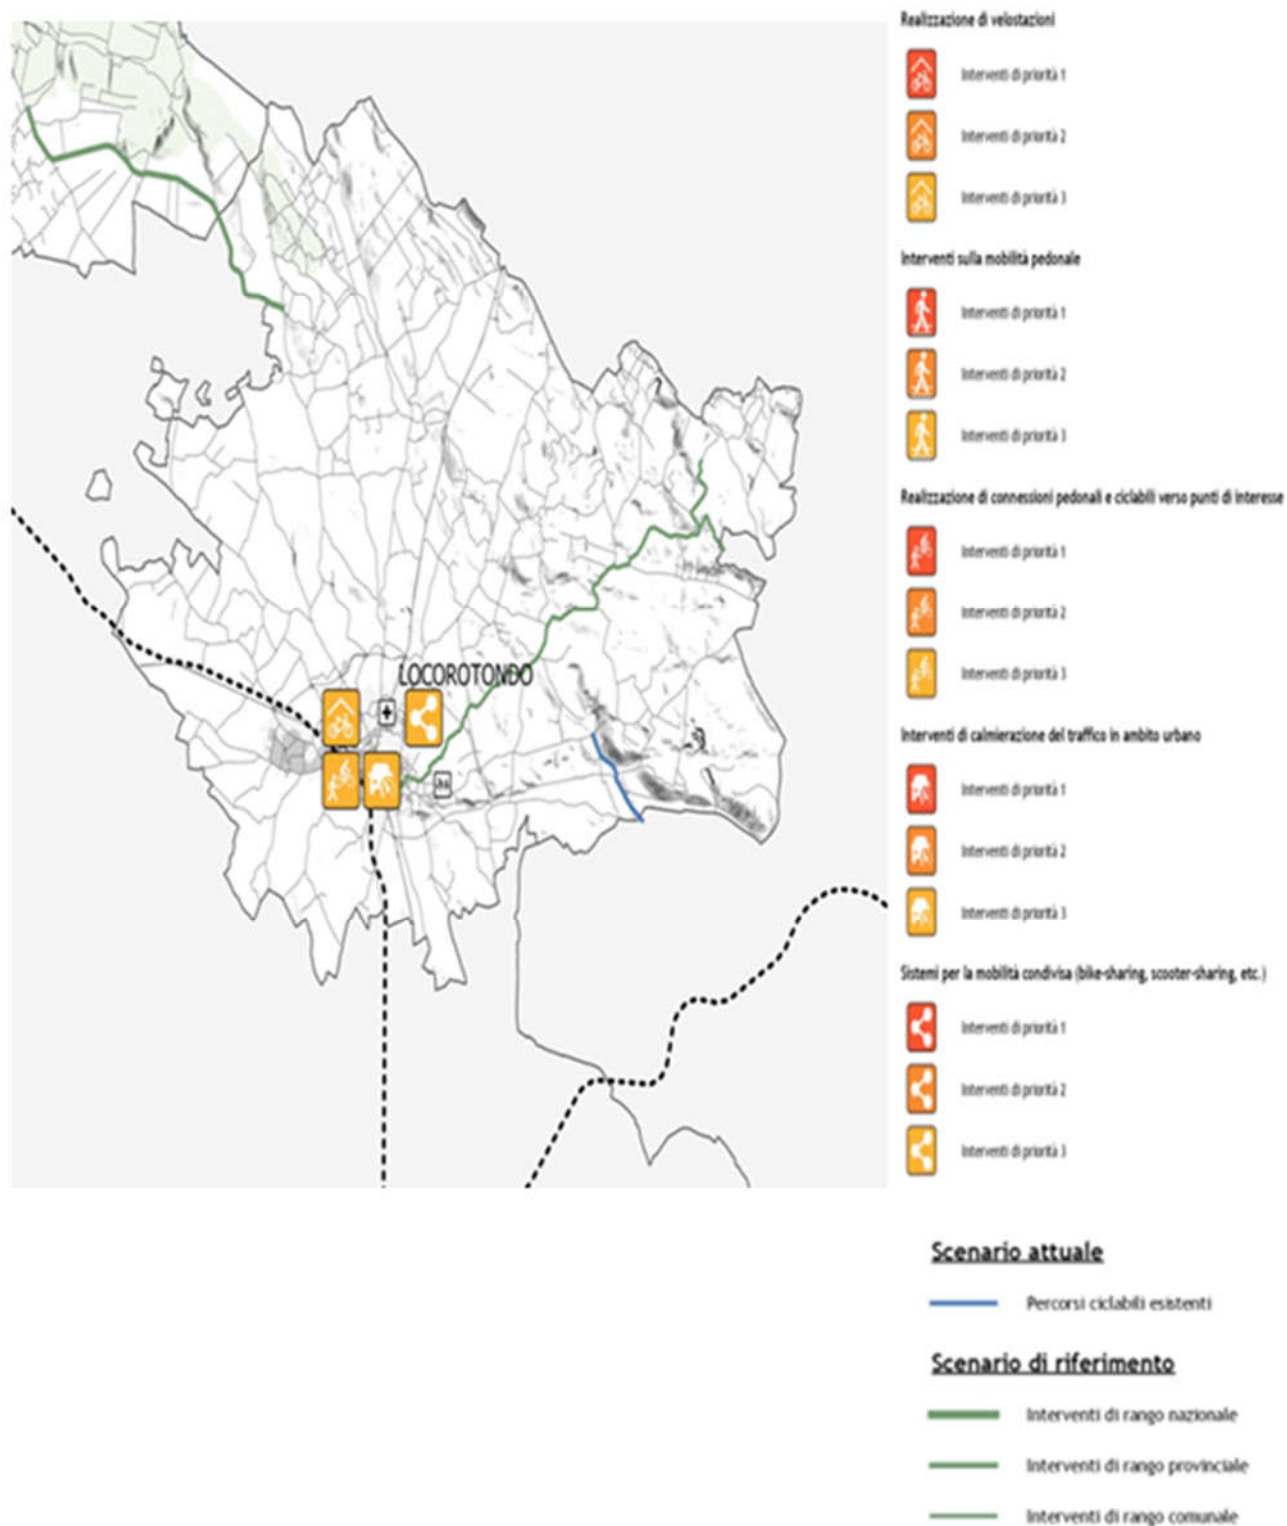 Realizzazione di velostazioni
Interventi di priorità 1
Interventi di priorità 2
Interventi di priorità 3
Interventi sulla mobilità pedonale
Interventi di priorità 1
Interventi di priorità 2
Interventi di priorità 3
Realizzazione di connessioni pedonali e ciclabili verso punti di interesse
Interventi di priorità 1
Interventi di priorità 2
Interventi di priorità 3
Interventi di calmierazione del traffico in ambito urbano
Interventi di priorità 1
Interventi di priorità 2
Interventi di priorità 3
Sistemi per la mobilità condivisa (bike-sharing, scooter-sharing, etc.)
Interventi di priorità 1
Interventi di priorità 2
Interventi di priorità 3
LOCOROTONDO
Scenario attuale
Percorsi ciclabili esistenti
Scenario di riferimento
Interventi di rango nazionale
Interventi di rango provinciale
Interventi di rango comunale